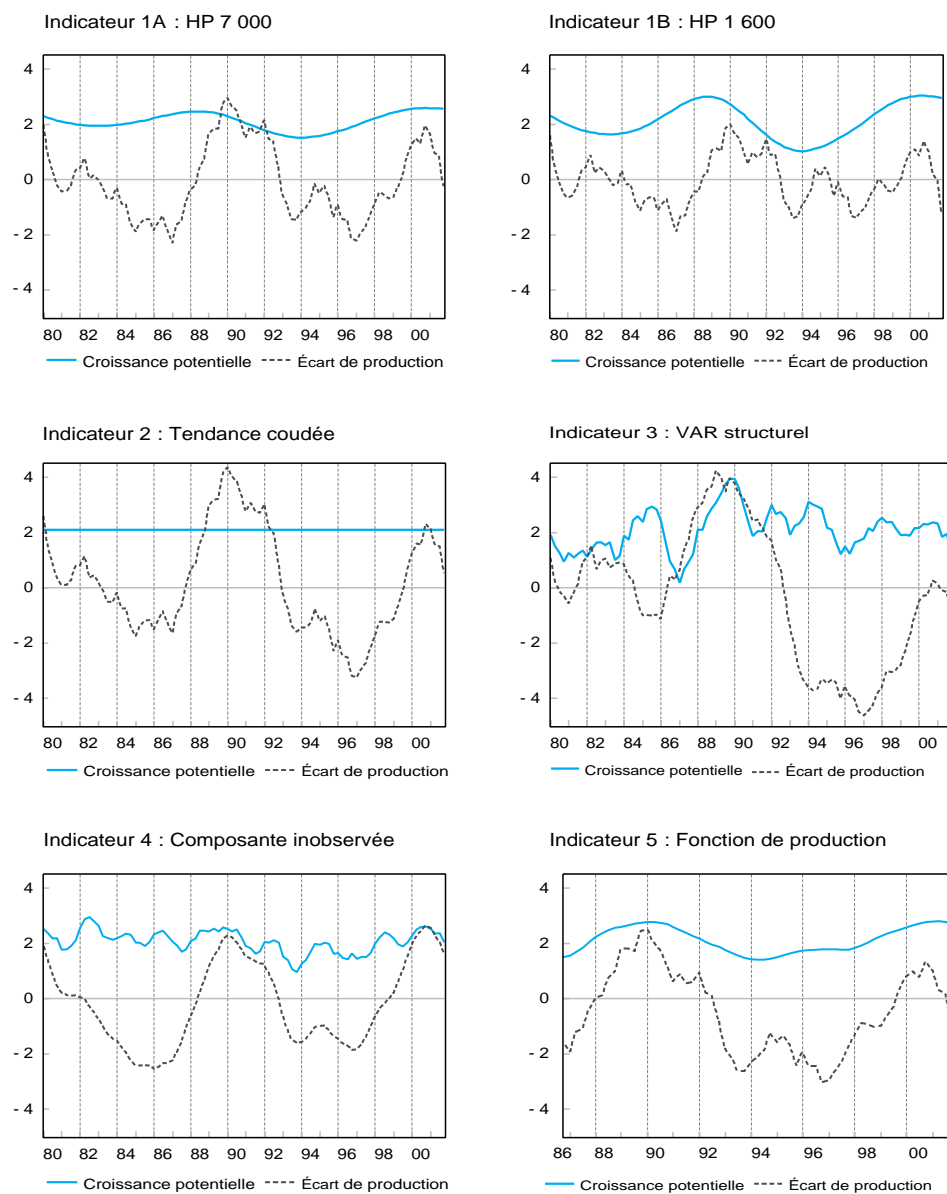 Indicateur 1A : HP 7 000
4
2
0
- 2
- 4
80 82 84 86 88 90 92 94 96 98 00
Croissance potentielle Écart de production
Indicateur 1B : HP 1 600
4
2
0
- 2
- 4
80 82 84 86 88 90 92 94 96 98 00
Croissance potentielle Écart de production
Indicateur 2 : Tendance coudée
4
2
0
- 2
- 4
80 82 84 86 88 90 92 94 96 98 00
Croissance potentielle Écart de production
Indicateur 3 : VAR structurel
4
2
0
- 2
- 4
80 82 84 86 88 90 92 94 96 98 00
Croissance potentielle Écart de production
Indicateur 4 : Composante inobservée
4
2
0
- 2
- 4
80 82 84 86 88 90 92 94 96 98 00
Croissance potentielle Écart de production
Indicateur 5 : Fonction de production
4
2
0
- 2
- 4
86 88 90 92 94 96 98 00
Croissance potentielle Écart de production